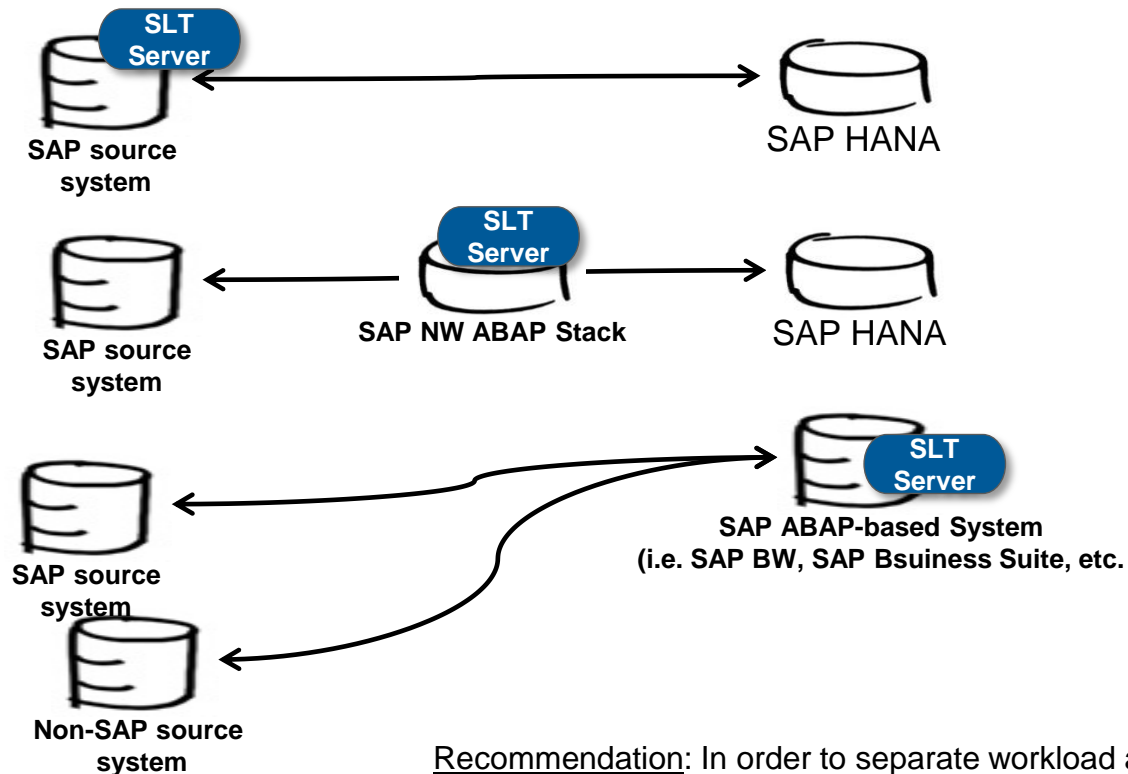 SLT
Server
SAP source
system
SAP HANA
SLT
Server
SAP source
system
SAP NW ABAP Stack
SAP HANA
SLT
Server
SAP source
system
SAP ABAP-based System
(i.e. SAP BW, SAP Bsuiness Suite, etc.
Non-SAP source
system
Recommendation: In order to separate workload a